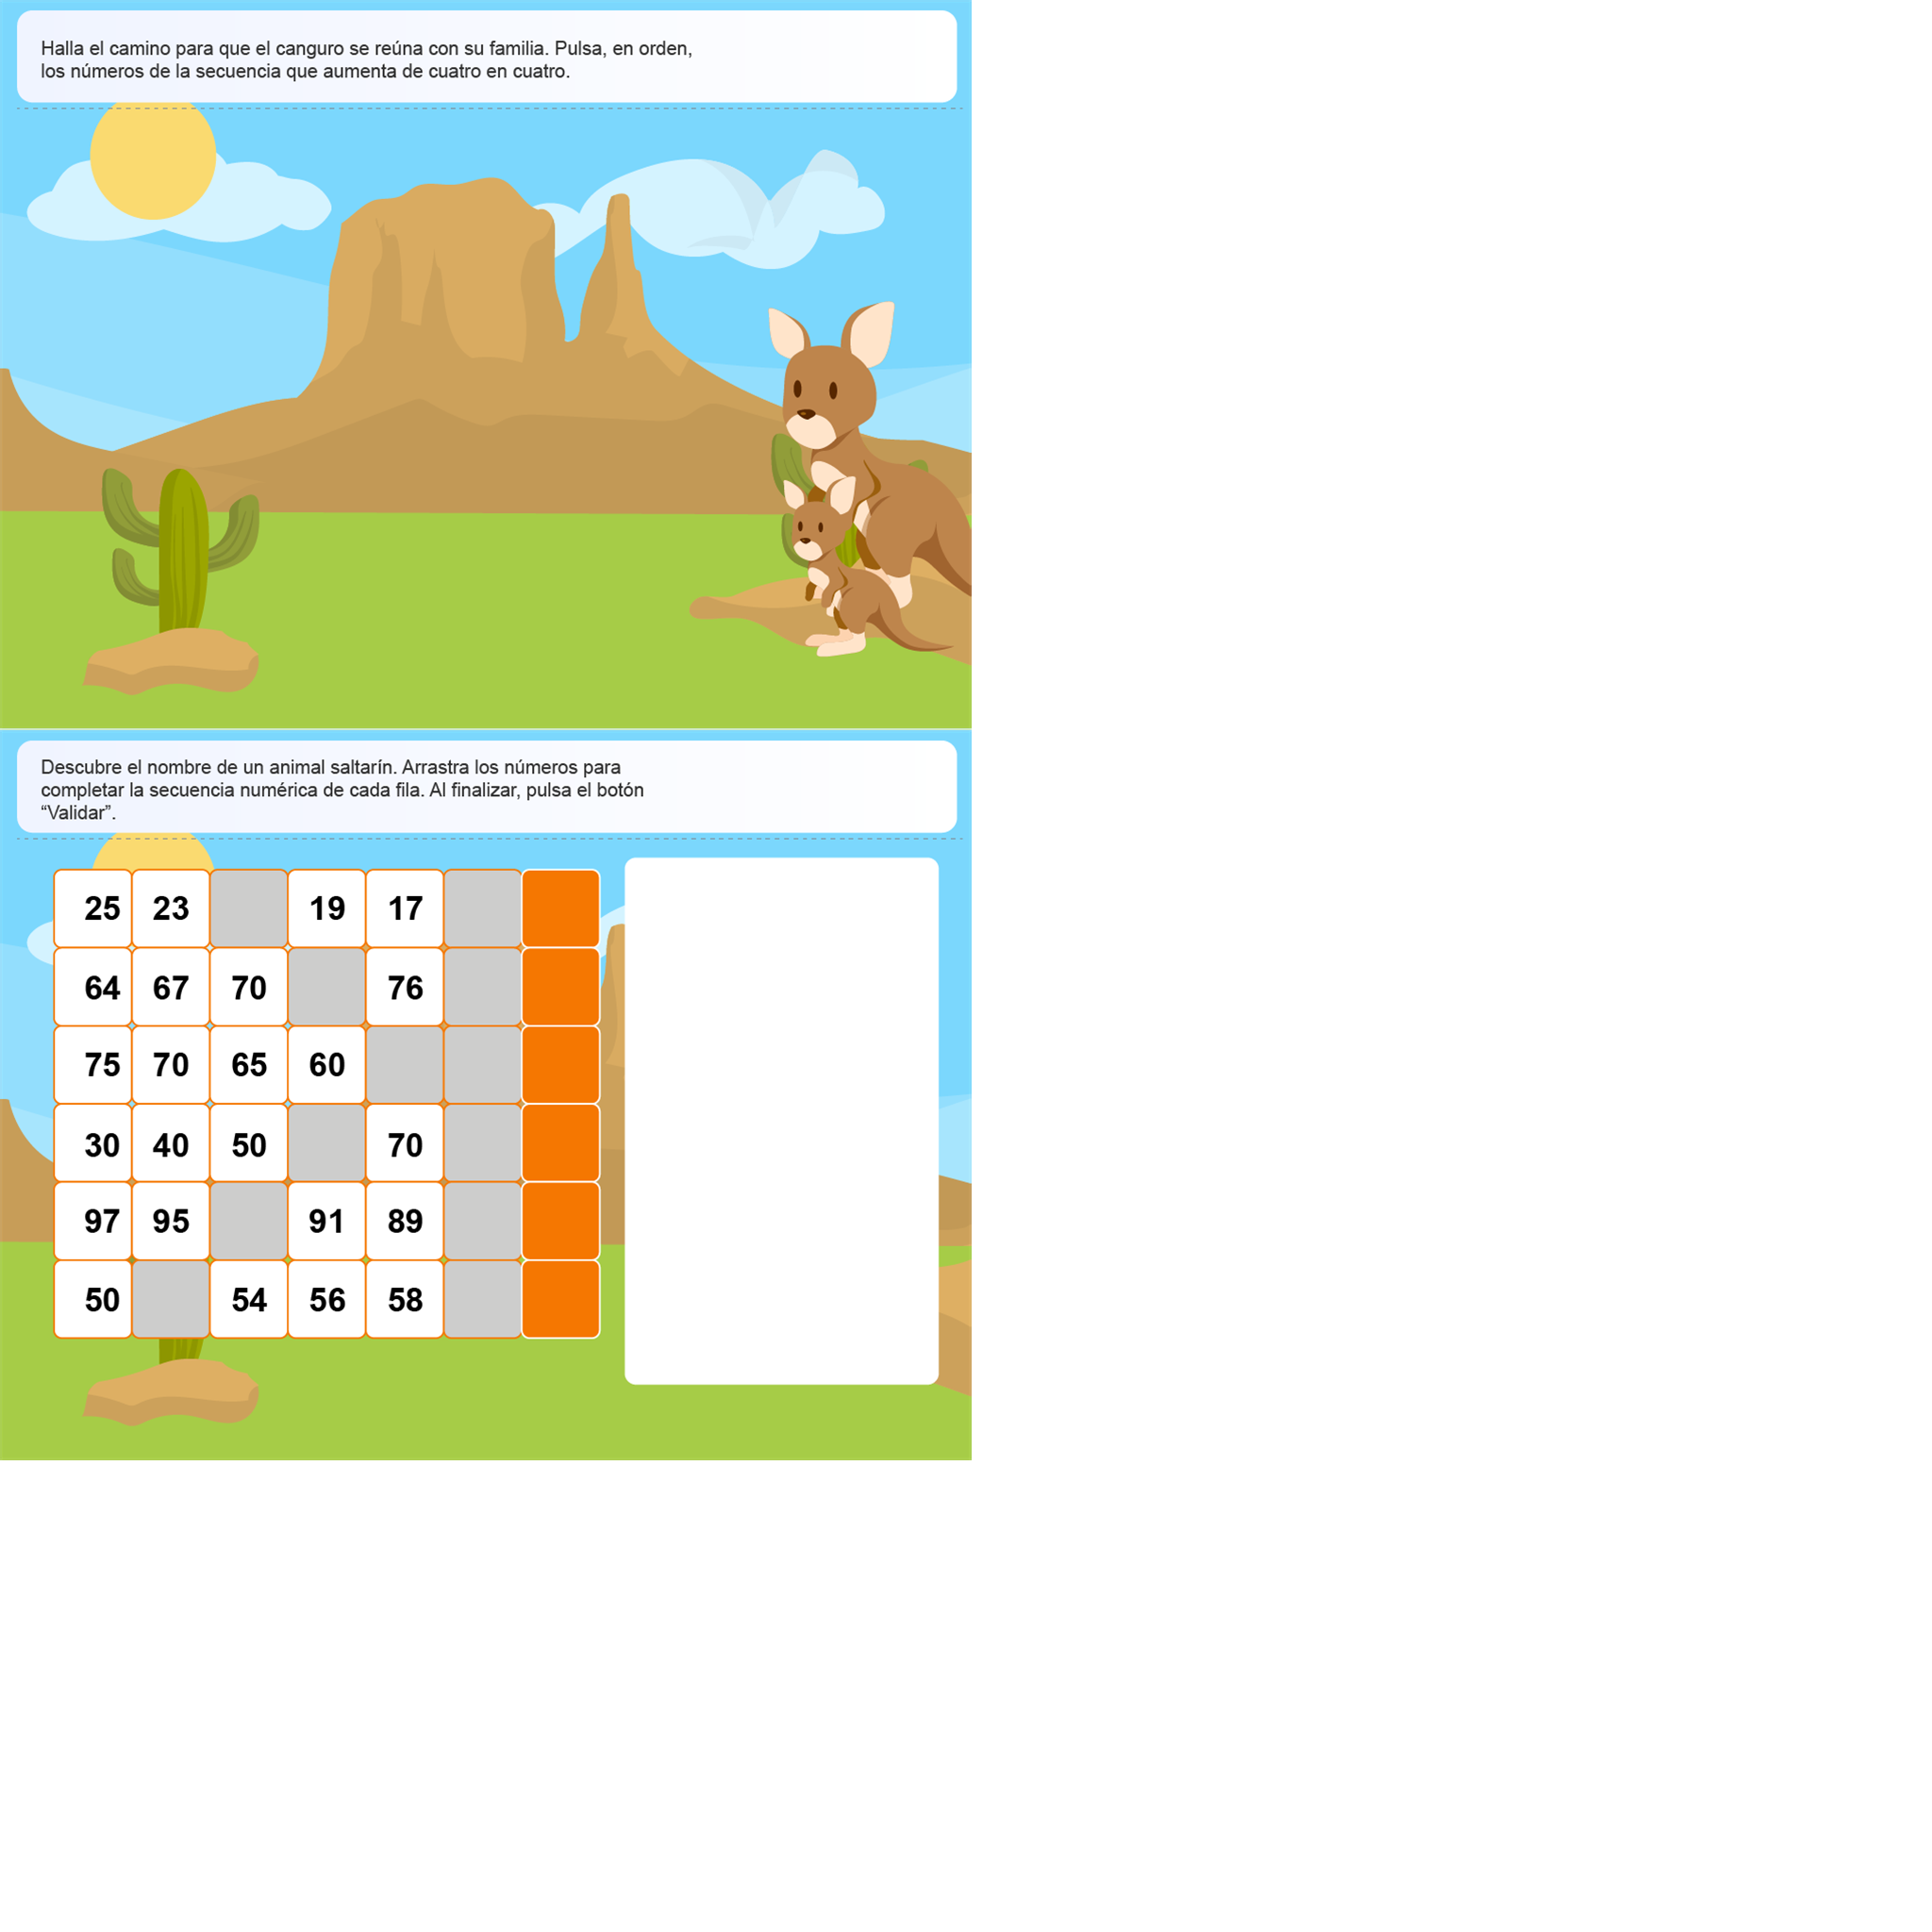 Halla el camino para que el canguro se reúna con su familia. Pulsa, en orden,
los números de la secuencia que aumenta de cuatro en cuatro.
Descubre el nombre de un animal saltarín. Arrastra los números para
completar la secuencia numérica de cada fila. Al finalizar, pulsa el botón
“Validar”.
25 23 19 17
64 67 70 76
75 70 65 60
30 40 50 70
97 95 91 89
50 54 56 58